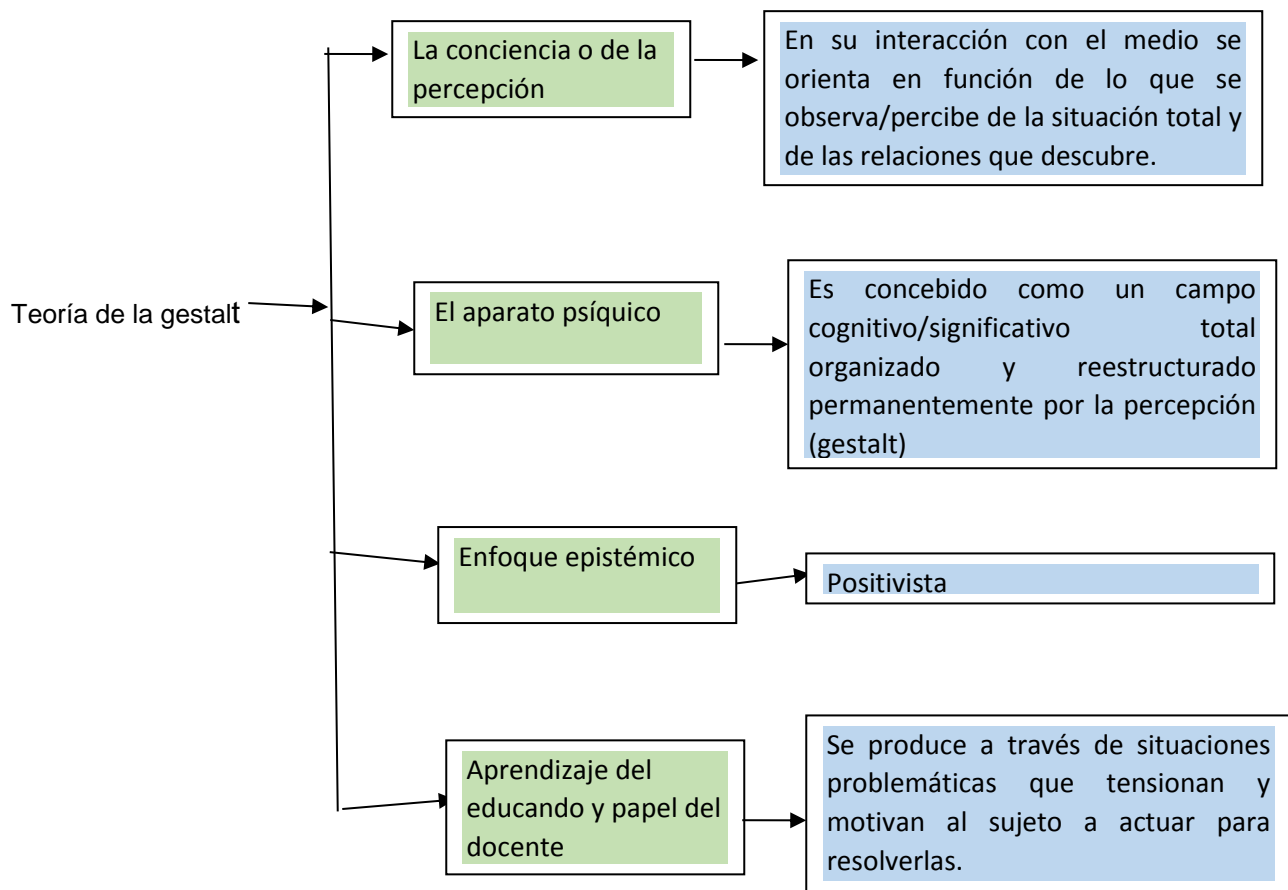 La conciencia o de la
percepción
En su interacción con el medio se
orienta en función de lo que se
observa/percibe de la situación total y
de las relaciones que descubre.
Teoría de la gestalt
El aparato psíquico
Es concebido como un campo
cognitivo/significativo total
organizado y reestructurado
permanentemente por la percepción
(gestalt)
Enfoque epistémico
Positivista
Aprendizaje del
educando y papel del
docente
Se produce a través de situaciones
problemáticas que tensionan y
motivan al sujeto a actuar para
resolverlas.